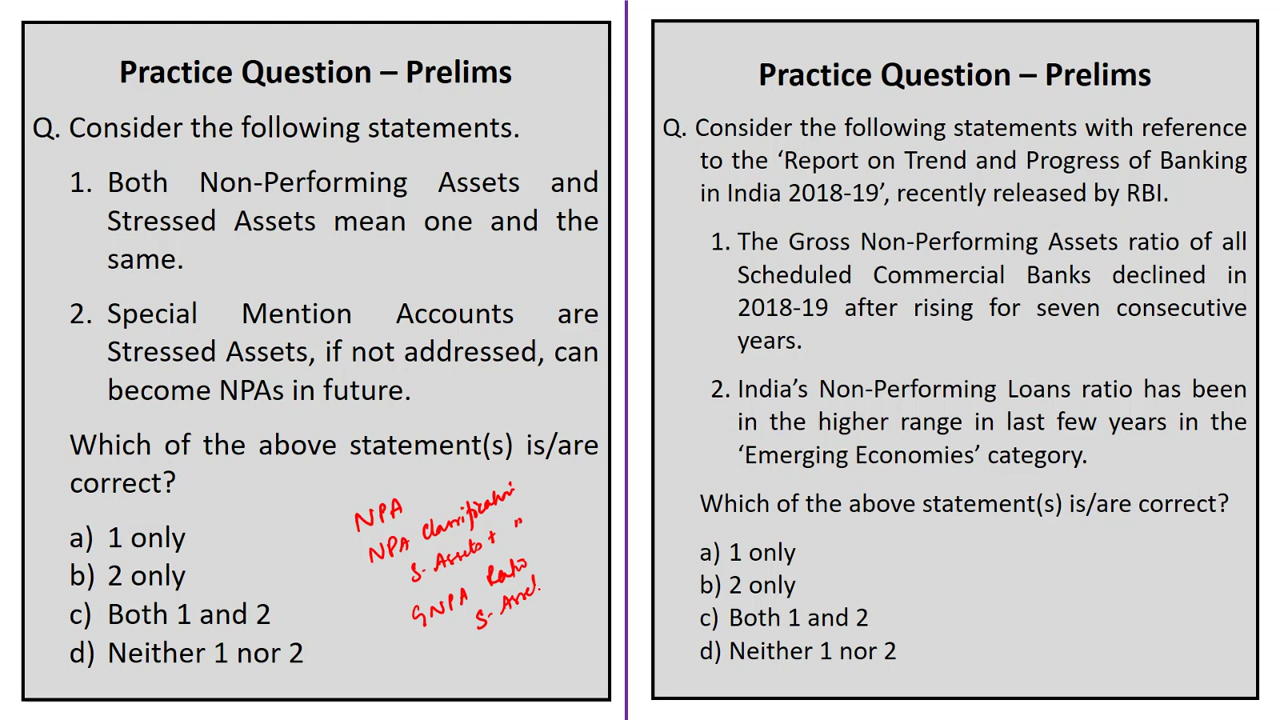 Practice Question – Prelims
Q. Consider the following statements.
1. Both Non-Performing Assets and
Stressed Assets mean one and the
same.
2. Special Mention Accounts are
Stressed Assets, if not addressed, can
become NPAs in future.
Which of the above statement(s) is/are
correct?
a) 1 only
b) 2 only
c) Both 1 and 2
d) Neither 1 nor 2
NPA
NPA Classification
S-Assets +
GNPA Ratio
S-Asset
Practice Question – Prelims
Q. Consider the following statements with reference
to the ‘Report on Trend and Progress of Banking
in India 2018-19’, recently released by RBI.
1. The Gross Non-Performing Assets ratio of all
Scheduled Commercial Banks declined in
2018-19 after rising for seven consecutive
years.
2. India’s Non-Performing Loans ratio has been
in the higher range in last few years in the
‘Emerging Economies’ category.
Which of the above statement(s) is/are correct?
a) 1 only
b) 2 only
c) Both 1 and 2
d) Neither 1 nor 2